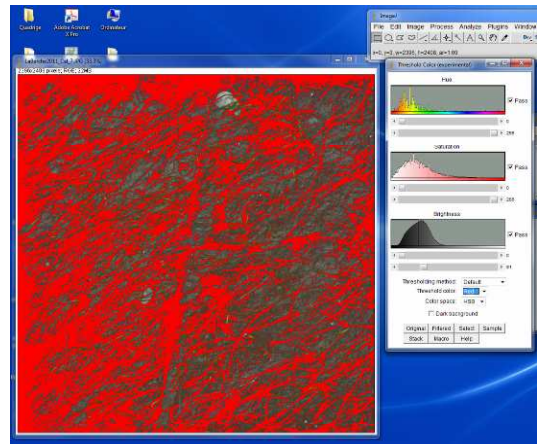 Quadrige
Adobe Acrobat
X Pro
Ordinateur
ImageJ
File Edit Image Process Analyze Plugins Window
Threshold Color (experimental)
Hue
Pass
0
255
Saturation
Pass
0
255
Brightness
Pass
0
Thresholding method: Default
Threshold color: Red
Color space: HSB
Dark background
Original Filtered Select Sample
Stack Macro Help